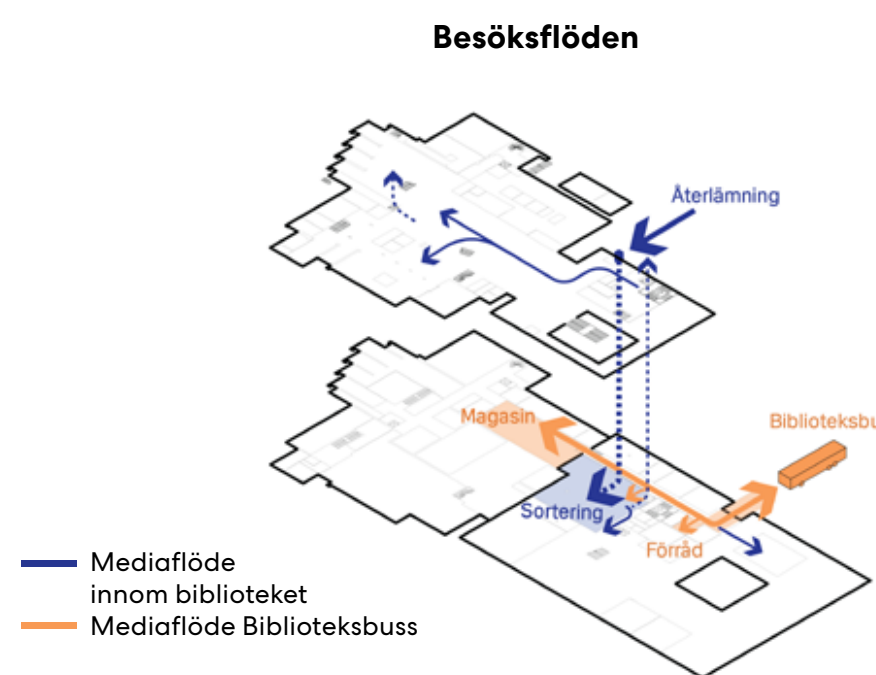 Besöksflöden
Återlämning
Magasin
Biblioteksbu
Sortering
Förråd
Mediaflöde
innom biblioteket
Mediaflöde Biblioteksbuss